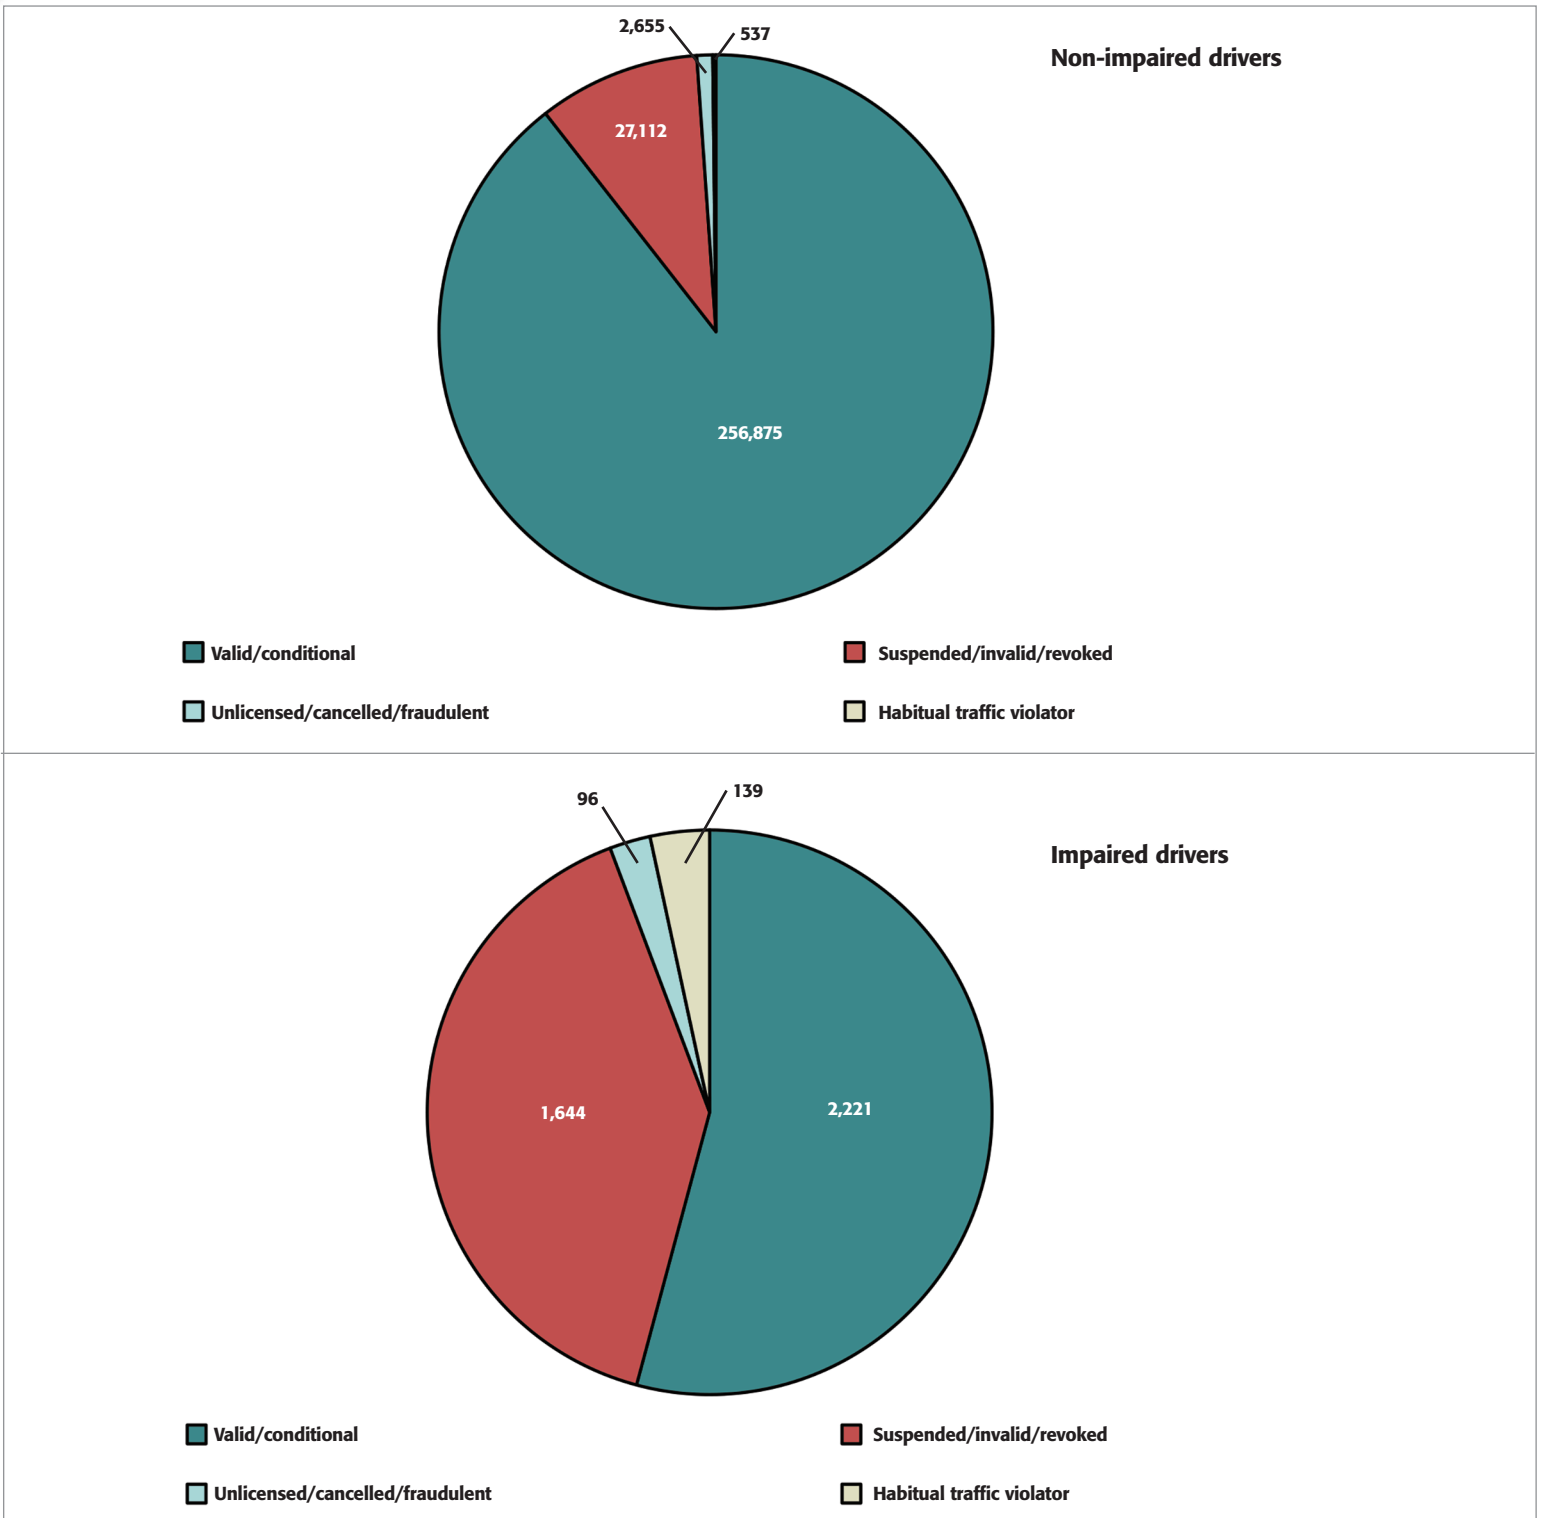 2,655
537
Non-impaired drivers
27,112
256,875
Valid/conditional
Suspended/invalid/revoked
Unlicensed/cancelled/fraudulent
Habitual traffic violator
139
96
Impaired drivers
1,644
2,221
Valid/conditional
Suspended/invalid/revoked
Unlicensed/cancelled/fraudulent
Habitual traffic violator